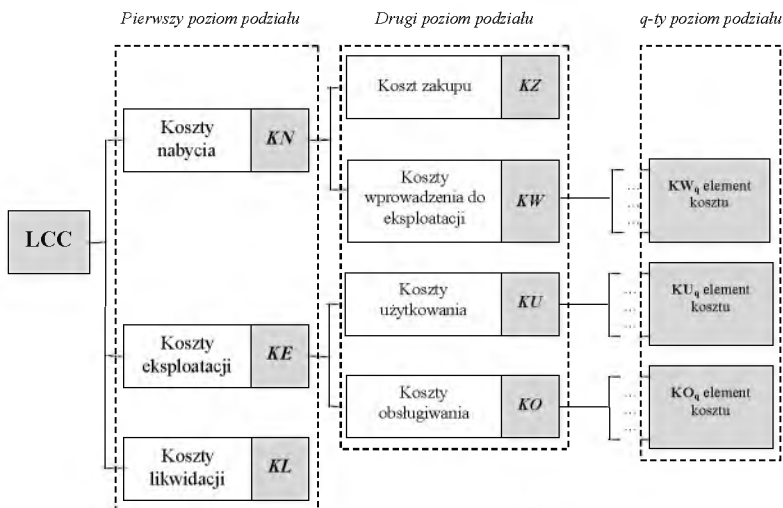 Pierwszy poziom podziału
Drugi poziom podziału
q-ty poziom podziału
LCC
Koszty
nabycia
KN
Koszty
eksploatacji
KE
Koszty
likwidacji
KL
Koszt zakupu
KZ
Koszty
wprowadzenia do
eksploatacji
KW
Koszty
użytkowania
KU
Koszty
obsługiwania
KO
...
...
KWq element
kosztu
...
...
KUq element
kosztu
...
...
KOq element
kosztu